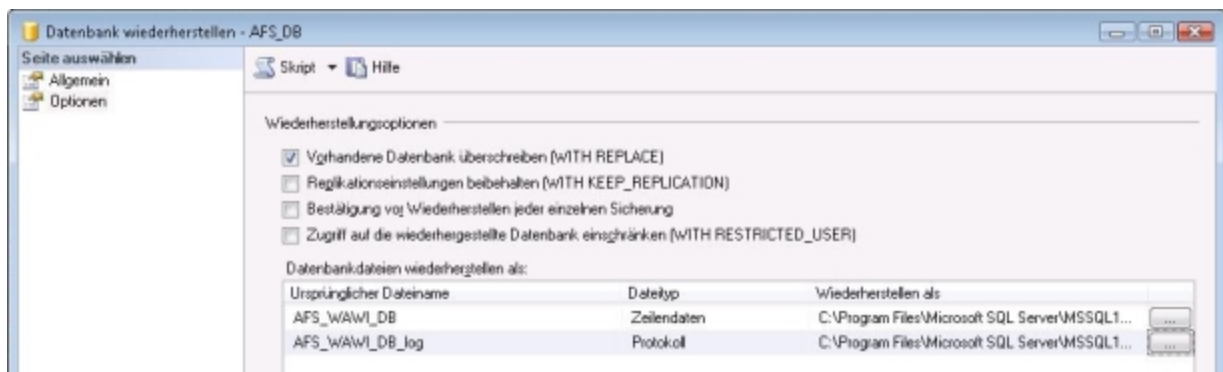 Datenbank wiederherstellen - AFS_DB
Seite auswählen
Allgemein
Optionen
Skript Hilfe
Wiederherstellungsoptionen
Vorhandene Datenbank überschreiben (WITH REPLACE)
Replikationseinstellungen beibehalten (WITH KEEP_REPLICATION)
Bestätigung vor Wiederherstellen jeder einzelnen Sicherung
Zugriff auf die wiederhergestellte Datenbank einschränken (WITH RESTRICTED_USER)
Datenbankdateien wiederherstellen als:
Ursprünglicher Dateiname Dateityp Wiederherstellen als
AFS_WAWI_DB Zeilendaten C:\Program Files\Microsoft SQL Server\MSSQL1... ...
AFS_WAWI_DB_log Protokoll C:\Program Files\Microsoft SQL Server\MSSQL1... ...